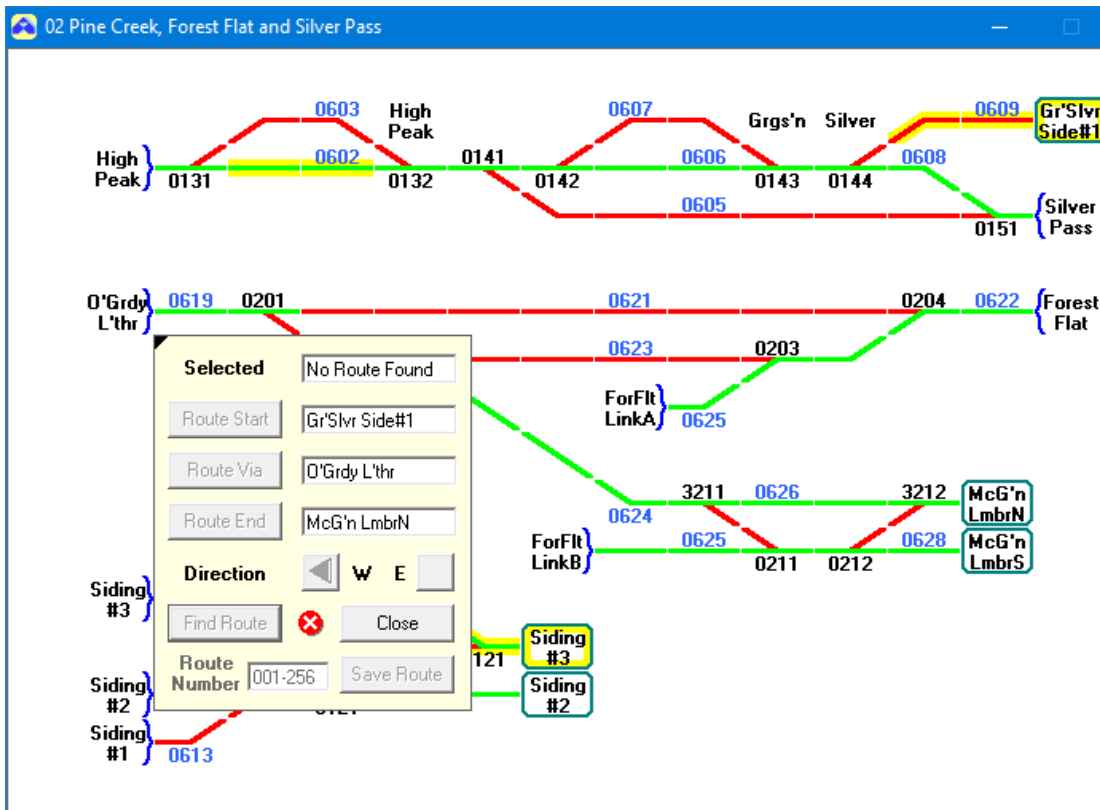 02 Pine Creek, Forest Flat and Silver Pass
0603 High Peak 0607 Grgs'n Silver 0609 Gr'Slvr Side#1
High Peak 0602 0141 0606 0608
0131 0132 0142 0143 0144
0605 Silver Pass
0151
O'Grdy L'thr 0619 0201 0621 0204 0622 Forest Flat
0623 0203
ForFlt LinkA 0625
Selected No Route Found
Route Start Gr'Slvr Side#1
Route Via O'Grdy L'thr
Route End McG'n LmbrN
Direction W E
Find Route Close
Route Number 001-256 Save Route
3211 0626 3212 McG'n LmbrN
0624
ForFlt LinkB 0625 0628 McG'n LmbrS
0211 0212
Siding #3
121 Siding #3
Siding #2
Siding #2
Siding #1 0613